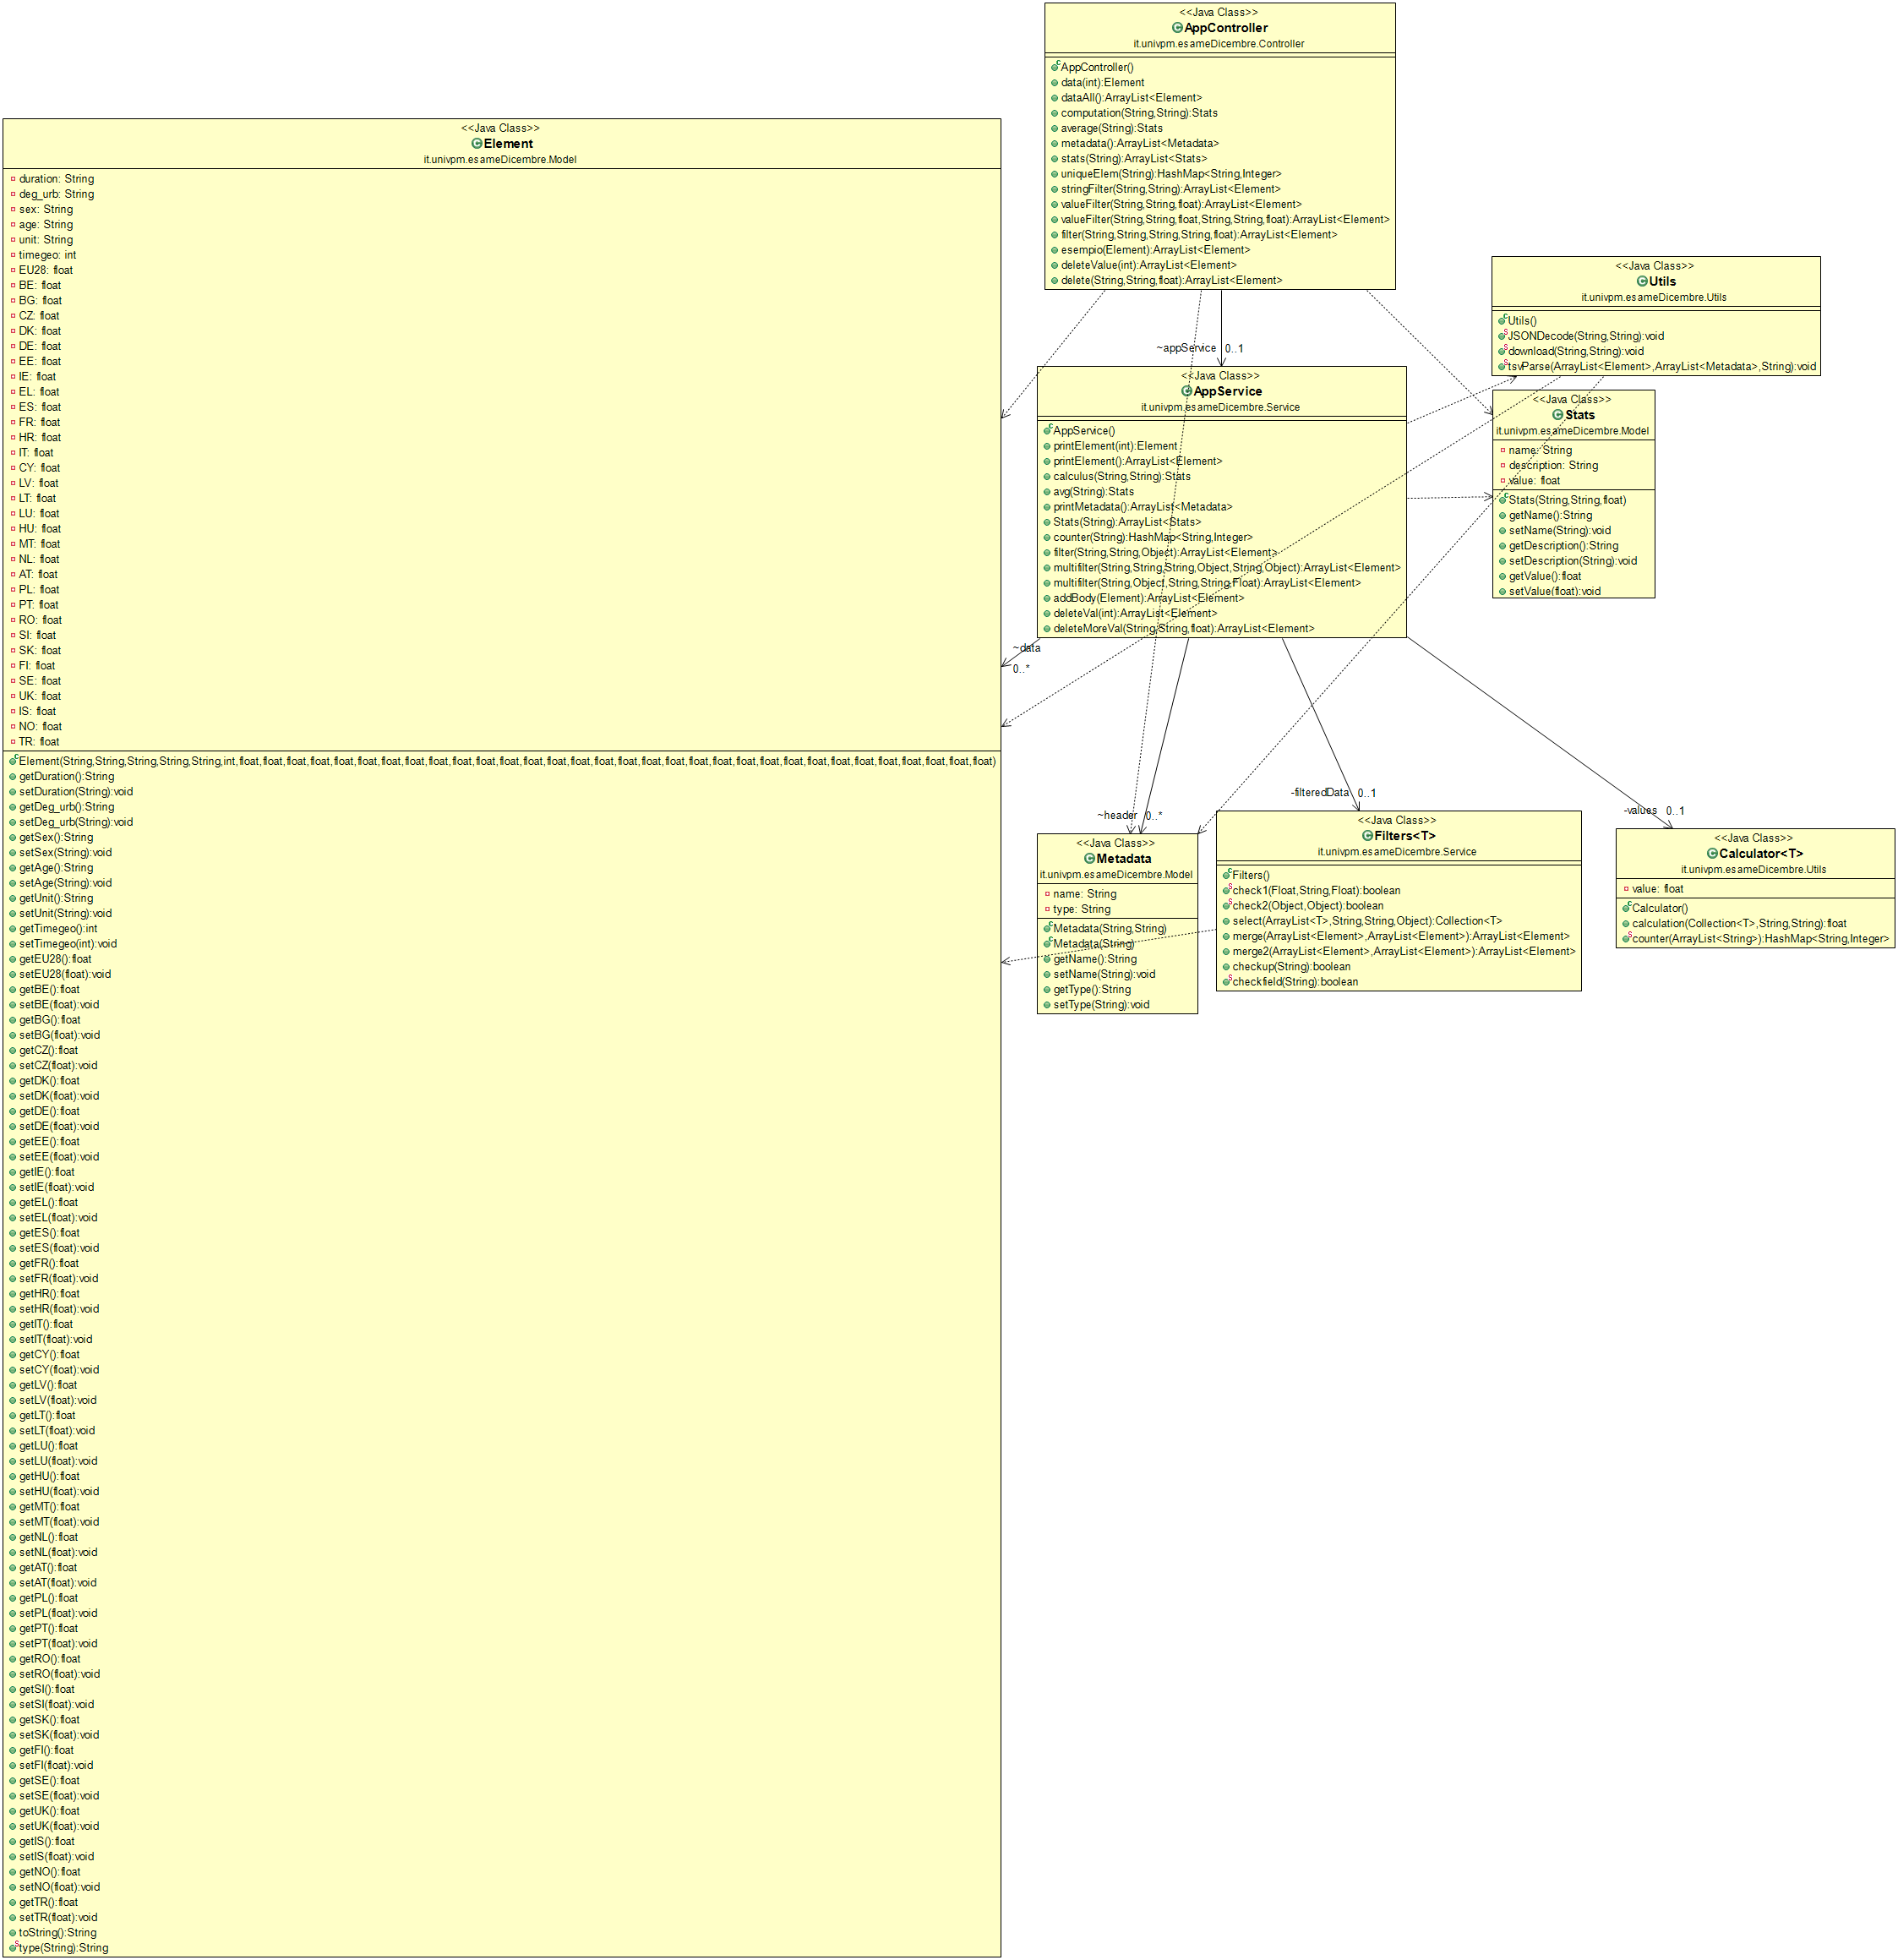 <<Java Class>>
AppController
it.univpm.esameDicembre.Controller
AppController()
data(int):Element
dataAll():ArrayList<Element>
computation(String,String):Stats
average(String):Stats
metadata():ArrayList<Metadata>
stats(String):ArrayList<Stats>
uniqueElem(String):HashMap<String,Integer>
stringFilter(String,String):ArrayList<Element>
valueFilter(String,String,float):ArrayList<Element>
valueFilter(String,String,float,String,String,float):ArrayList<Element>
filter(String,String,String,String,float):ArrayList<Element>
esempio(Element):ArrayList<Element>
deleteValue(int):ArrayList<Element>
delete(String,String,float):ArrayList<Element>
<<Java Class>>
Element
it.univpm.esameDicembre.Model
duration: String
deg_urb: String
sex: String
age: String
unit: String
timegeo: int
EU28: float
BE: float
BG: float
CZ: float
DK: float
DE: float
EE: float
IE: float
EL: float
ES: float
FR: float
HR: float
IT: float
CY: float
LV: float
LT: float
LU: float
HU: float
MT: float
NL: float
AT: float
PL: float
PT: float
RO: float
SI: float
SK: float
FI: float
SE: float
UK: float
IS: float
NO: float
TR: float
Element(String,String,String,String,String,int,float,float,float,float,float,float,float,float,float,float,float,float,float,float,float,float,float,float,float,float,float,float,float,float,float,float,float,float,float,float,float,float)
getDuration():String
setDuration(String):void
getDeg_urb():String
setDeg_urb(String):void
getSex():String
setSex(String):void
getAge():String
setAge(String):void
getUnit():String
setUnit(String):void
getTimegeo():int
setTimegeo(int):void
getEU28():float
setEU28(float):void
getBE():float
setBE(float):void
getBG():float
setBG(float):void
getCZ():float
setCZ(float):void
getDK():float
setDK(float):void
getDE():float
setDE(float):void
getEE():float
setEE(float):void
getIE():float
setIE(float):void
getEL():float
setEL(float):void
getES():float
setES(float):void
getFR():float
setFR(float):void
getHR():float
setHR(float):void
getIT():float
setIT(float):void
getCY():float
setCY(float):void
getLV():float
setLV(float):void
getLT():float
setLT(float):void
getLU():float
setLU(float):void
getHU():float
setHU(float):void
getMT():float
setMT(float):void
getNL():float
setNL(float):void
getAT():float
setAT(float):void
getPL():float
setPL(float):void
getPT():float
setPT(float):void
getRO():float
setRO(float):void
getSI():float
setSI(float):void
getSK():float
setSK(float):void
getFI():float
setFI(float):void
getSE():float
setSE(float):void
getUK():float
setUK(float):void
getIS():float
setIS(float):void
getNO():float
setNO(float):void
getTR():float
setTR(float):void
toString():String
type(String):String
<<Java Class>>
Utils
it.univpm.esameDicembre.Utils
Utils()
JSONDecode(String,String):void
download(String,String):void
tsvParse(ArrayList<Element>,ArrayList<Metadata>,String):void
~appService 0..1
<<Java Class>>
AppService
it.univpm.esameDicembre.Service
AppService()
printElement(int):Element
printElement():ArrayList<Element>
calculus(String,String):Stats
avg(String):Stats
printMetadata():ArrayList<Metadata>
Stats(String):ArrayList<Stats>
counter(String):HashMap<String,Integer>
filter(String,String,Object):ArrayList<Element>
multifilter(String,String,String,Object,String,Object):ArrayList<Element>
multifilter(String,Object,String,String,Float):ArrayList<Element>
addBody(Element):ArrayList<Element>
deleteVal(int):ArrayList<Element>
deleteMoreVal(String,String,float):ArrayList<Element>
<<Java Class>>
Stats
it.univpm.esameDicembre.Model
name: String
description: String
value: float
Stats(String,String,float)
getName():String
setName(String):void
getDescription():String
setDescription(String):void
getValue():float
setValue(float):void
~data
0..*
~header 0..*
-filteredData 0..1
-values 0..1
<<Java Class>>
Metadata
it.univpm.esameDicembre.Model
name: String
type: String
Metadata(String,String)
Metadata(String)
getName():String
setName(String):void
getType():String
setType(String):void
<<Java Class>>
Filters<T>
it.univpm.esameDicembre.Service
Filters()
check1(Float,String,Float):boolean
check2(Object,Object):boolean
select(ArrayList<T>,String,String,Object):Collection<T>
merge(ArrayList<Element>,ArrayList<Element>):ArrayList<Element>
merge2(ArrayList<Element>,ArrayList<Element>):ArrayList<Element>
checkup(String):boolean
checkfield(String):boolean
<<Java Class>>
Calculator<T>
it.univpm.esameDicembre.Utils
value: float
Calculator()
calculation(Collection<T>,String,String):float
counter(ArrayList<String>):HashMap<String,Integer>